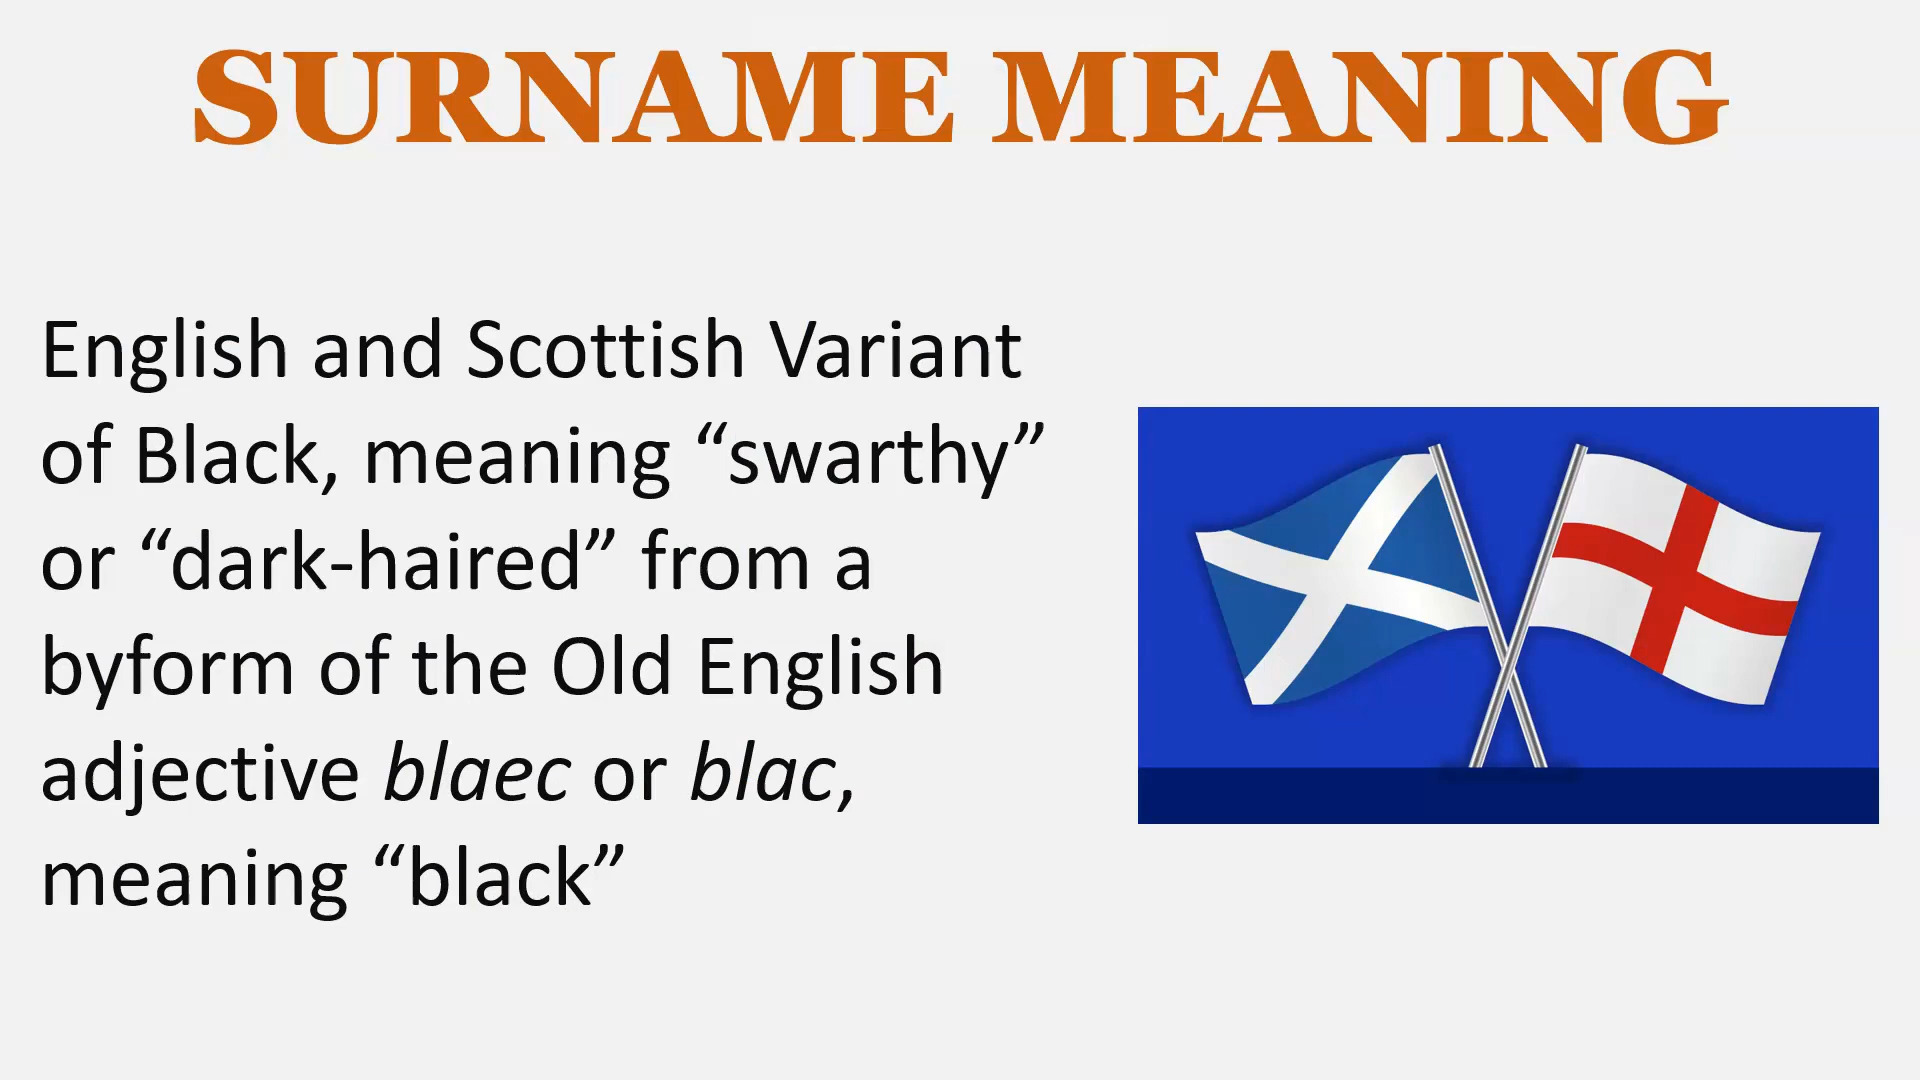 SURNAME MEANING
English and Scottish Variant
of Black, meaning “swarthy”
or “dark-haired” from a
byform of the Old English
adjective blaec or blac,
meaning “black”